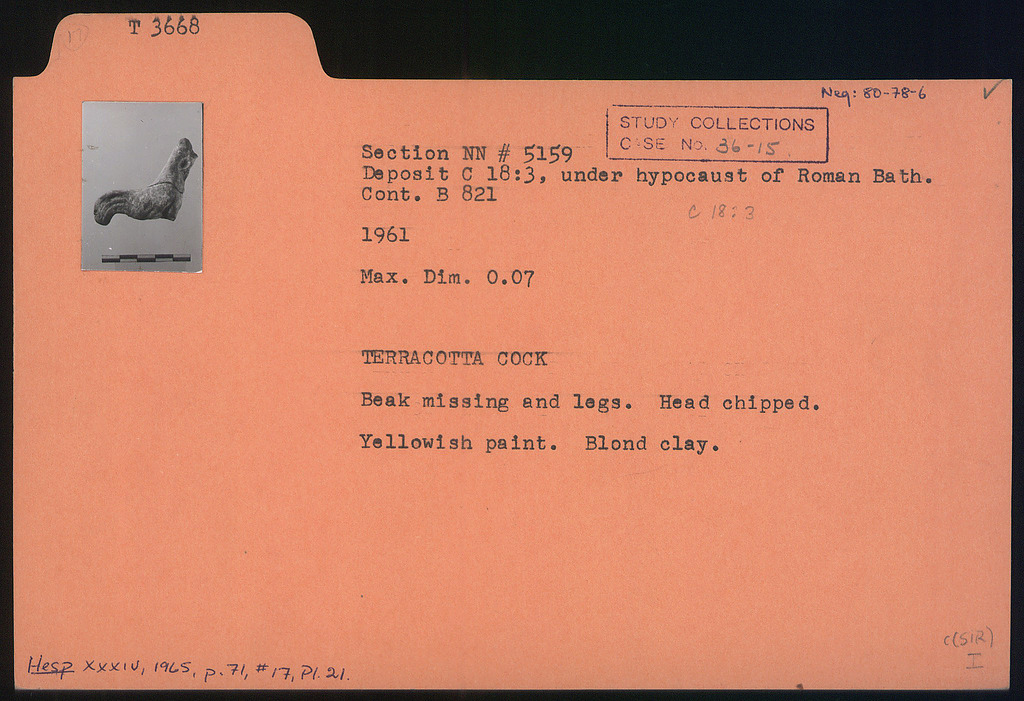 17
T 3668
Neg: 80-78-6 ✓
STUDY COLLECTIONS
CASE No. 36-15.
Section NN # 5159
Deposit C 18:3, under hypocaust of Roman Bath.
Cont. B 821
C 18:3
1961
Max. Dim. 0.07
TERRACOTTA COCK
Beak missing and legs. Head chipped.
Yellowish paint. Blond clay.
C(SIR)
I
Hesp XXXIV, 1965, p. 71, #17, Pl. 21.